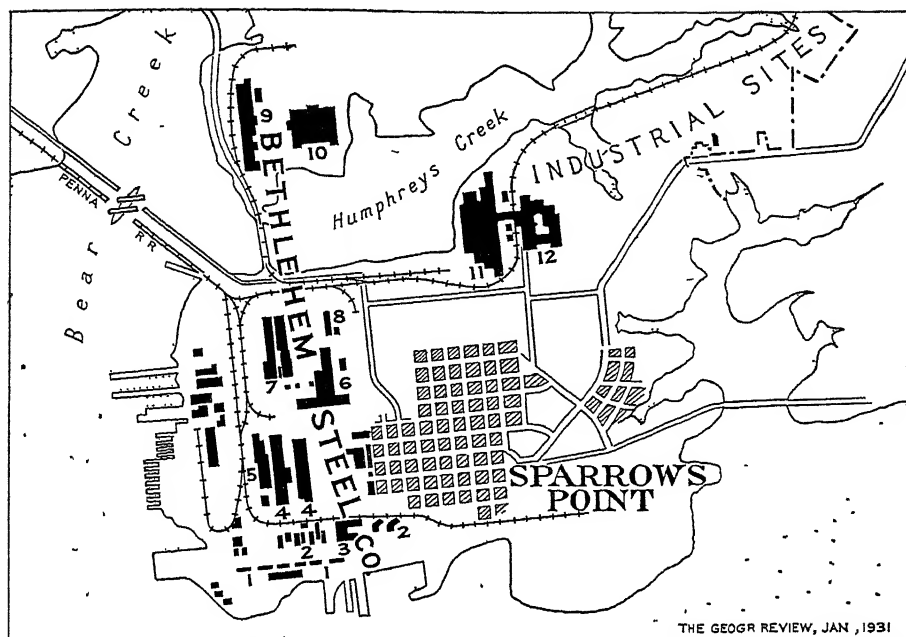 Bear Creek
PENNA
RR
BETHLEHEM STEEL CO
Humphreys Creek
INDUSTRIAL SITES
9
10
11
12
8
7
6
5
4
4
2
3
2
1
1
SPARROWS
POINT
THE GEOGR REVIEW, JAN, 1931